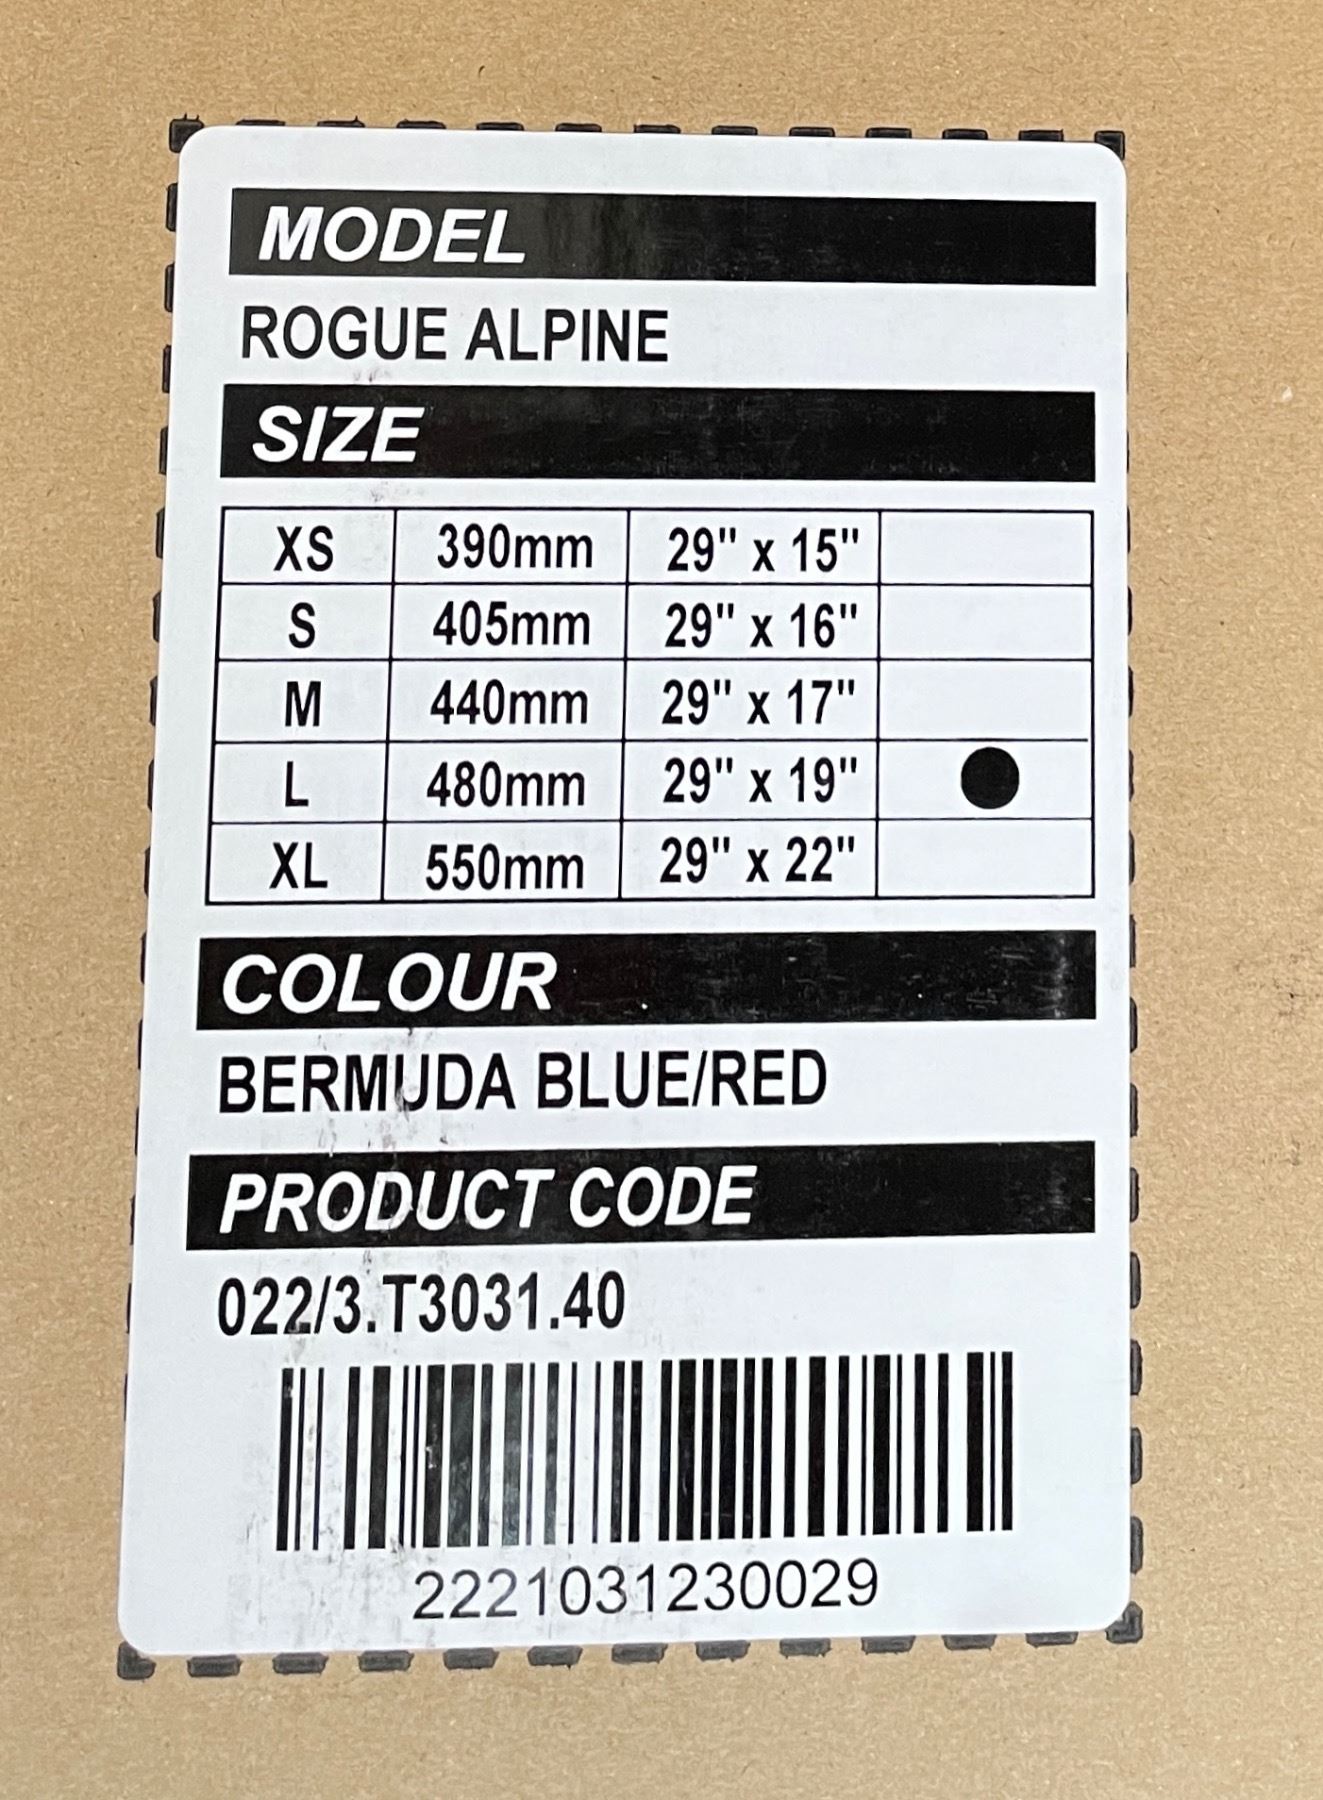 MODEL
ROGUE ALPINE
SIZE
XS 390mm 29" x 15"
S 405mm 29" x 16"
M 440mm 29" x 17"
L 480mm 29" x 19" ●
XL 550mm 29" x 22"
COLOUR
BERMUDA BLUE/RED
PRODUCT CODE
022/3.T3031.40
2221031230029